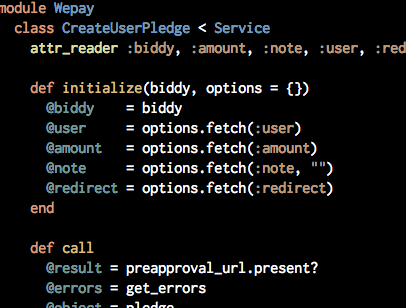 module Wepay
class CreateUserPledge < Service
attr_reader :biddy, :amount, :note, :user, :red
def initialize(biddy, options = {})
@biddy    = biddy
@user     = options.fetch(:user)
@amount   = options.fetch(:amount)
@note     = options.fetch(:note, "")
@redirect = options.fetch(:redirect)
end
def call
@result = preapproval_url.present?
@errors = get_errors
@object = pledge